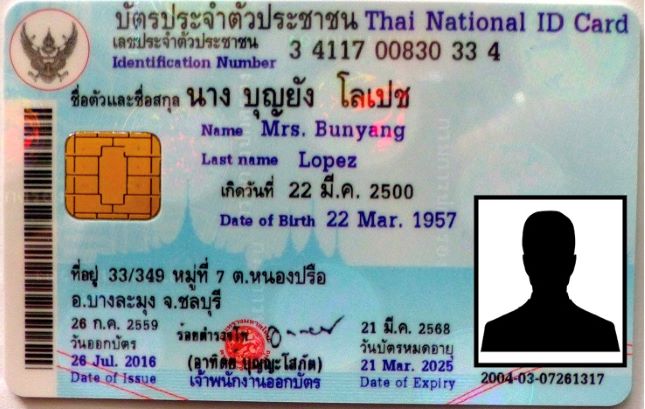 บัตรประจำตัวประชาชน Thai National ID Card
เลขประจำตัวประชาชน 3 4117 00830 33 4
Identification Number
ชื่อตัวและชื่อสกุล นาง บุญยัง โลเปซ
Name Mrs. Bunyang
Last name Lopez
เกิดวันที่ 22 มี.ค. 2500
Date of Birth 22 Mar. 1957
ที่อยู่ 33/349 หมู่ที่ 7 ต.หนองปรือ
อ.บางละมุง จ.ชลบุรี
26 ก.ค. 2559
วันออกบัตร
26 Jul. 2016
Date of Issue
ร้อยตำรวจโท
(อาทิตย์ บุญญะโสภัต)
เจ้าพนักงานออกบัตร
21 มี.ค. 2568
วันบัตรหมดอายุ
21 Mar. 2025
Date of Expiry
2004-03-07261317